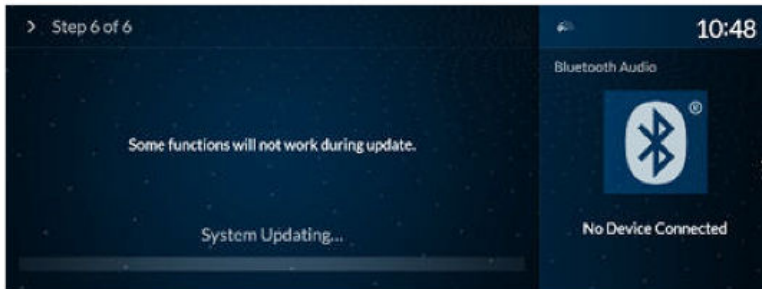 Step 6 of 6
10:48
Bluetooth Audio
®
Some functions will not work during update.
No Device Connected
System Updating...